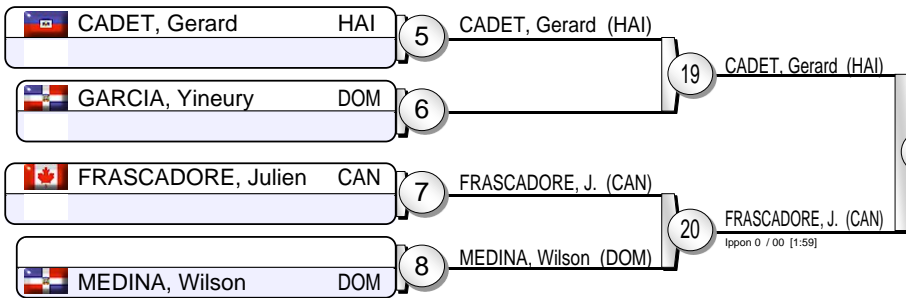 CADET, Gerard HAI
5
CADET, Gerard (HAI)
19
CADET, Gerard (HAI)
GARCIA, Yineury DOM
6
FRASCADORE, Julien CAN
7
FRASCADORE, J. (CAN)
20
FRASCADORE, J. (CAN)
Ippon 0 / 00 [1:59]
MEDINA, Wilson DOM
8
MEDINA, Wilson (DOM)